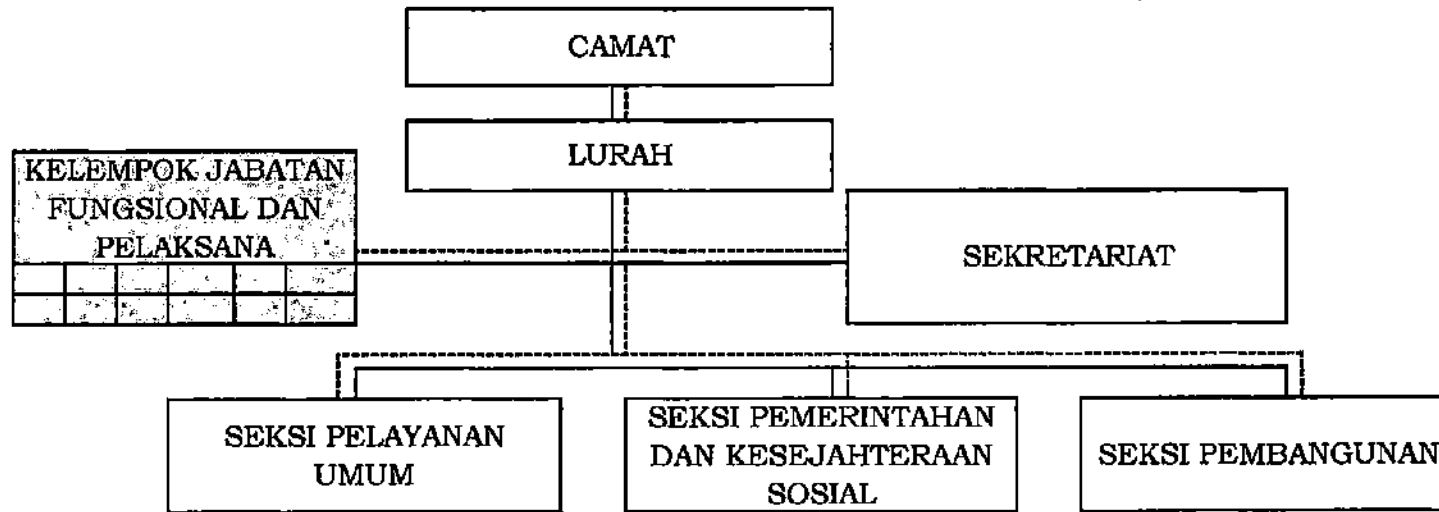 CAMAT
LURAH
KELEMPOK JABATAN
FUNGSIONAL DAN
PELAKSANA
SEKRETARIAT
SEKSI PELAYANAN
UMUM
SEKSI PEMERINTAHAN
DAN KESEJAHTERAAN
SOSIAL
SEKSI PEMBANGUNAN